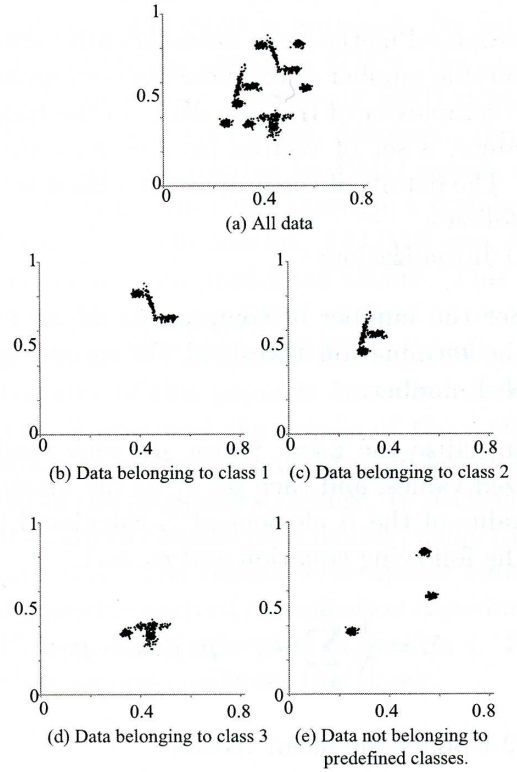 1
0.5
0
0 0.4 0.8
(a) All data
1
0.5
0
0 0.4 0.8
(b) Data belonging to class 1
1
0.5
0
0 0.4 0.8
(c) Data belonging to class 2
1
0.5
0
0 0.4 0.8
(d) Data belonging to class 3
1
0.5
0
0 0.4 0.8
(e) Data not belonging to
predefined classes.